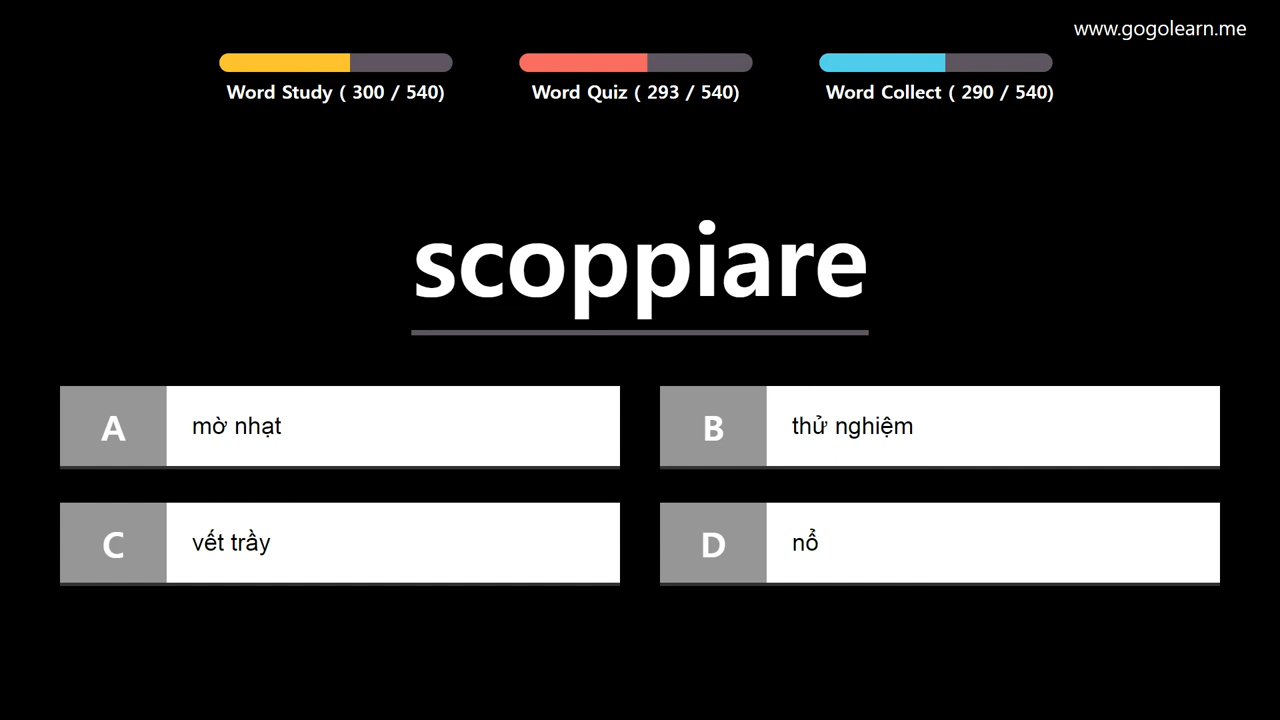 www.gogolearn.me
Word Study ( 300 / 540)
Word Quiz ( 293 / 540)
Word Collect ( 290 / 540)
scoppiare
A
mờ nhạt
B
thử nghiệm
C
vết trầy
D
nổ